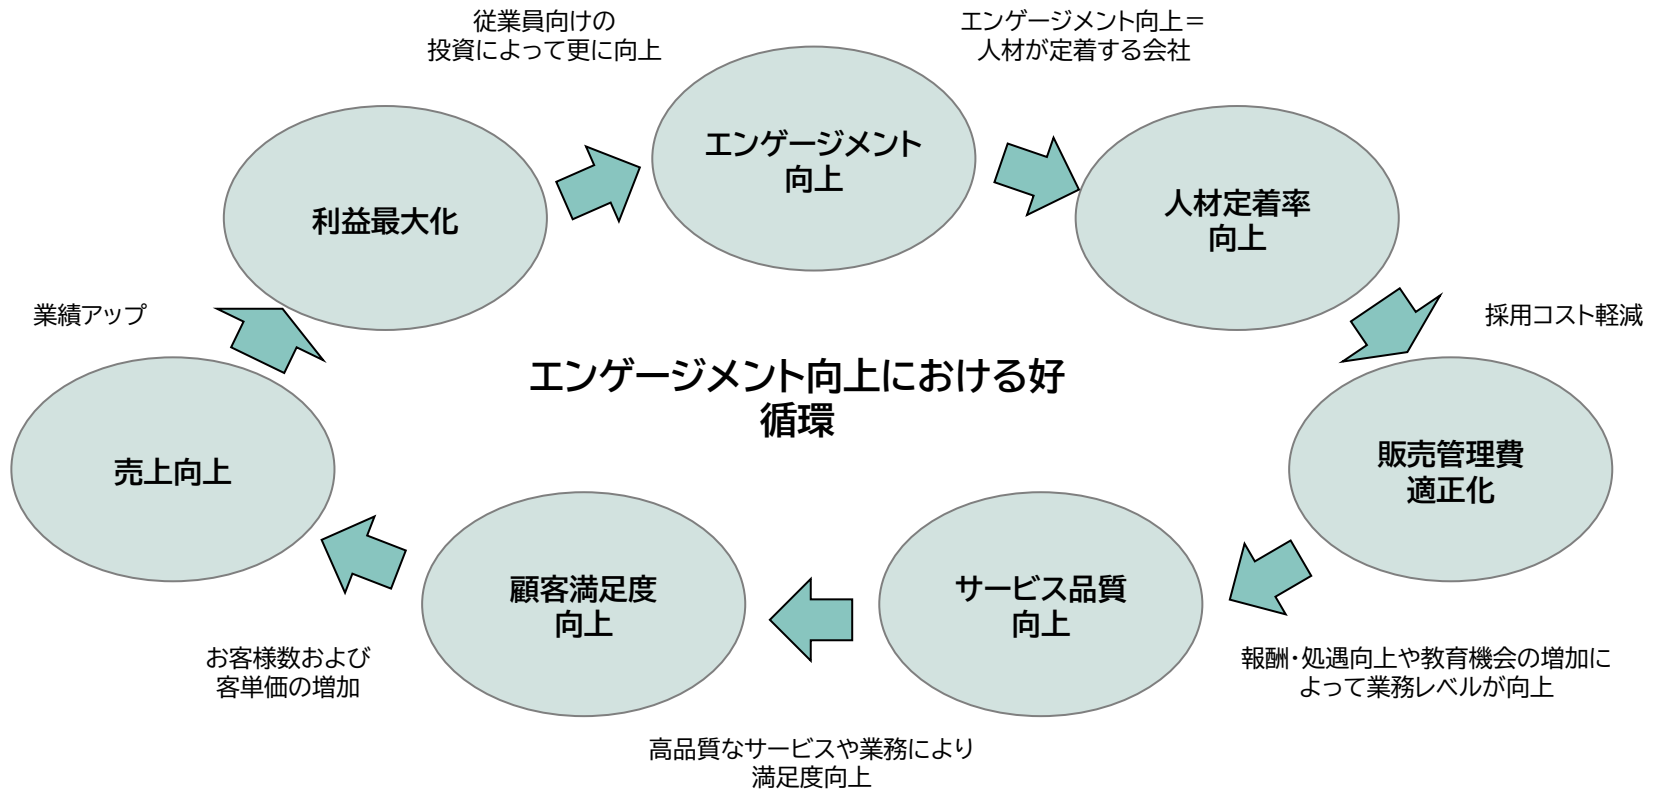 従業員向けの
投資によって更に向上
エンゲージメント向上＝
人材が定着する会社
エンゲージメント
向上
利益最大化
人材定着率
向上
業績アップ
採用コスト軽減
エンゲージメント向上における好
循環
売上向上
販売管理費
適正化
顧客満足度
向上
サービス品質
向上
お客様数および
客単価の増加
報酬・処遇向上や教育機会の増加に
よって業務レベルが向上
高品質なサービスや業務により
満足度向上